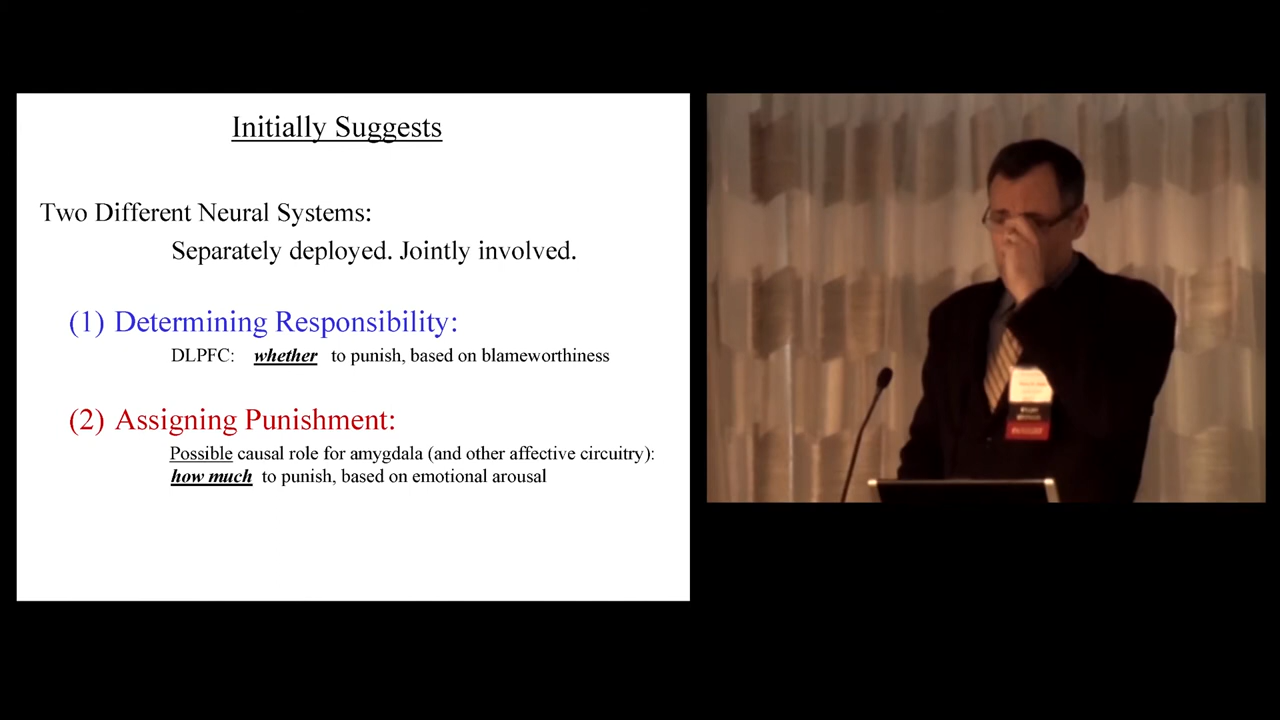 Initially Suggests
Two Different Neural Systems:
Separately deployed. Jointly involved.
(1) Determining Responsibility:
DLPFC: whether to punish, based on blameworthiness
(2) Assigning Punishment:
Possible causal role for amygdala (and other affective circuitry):
how much to punish, based on emotional arousal